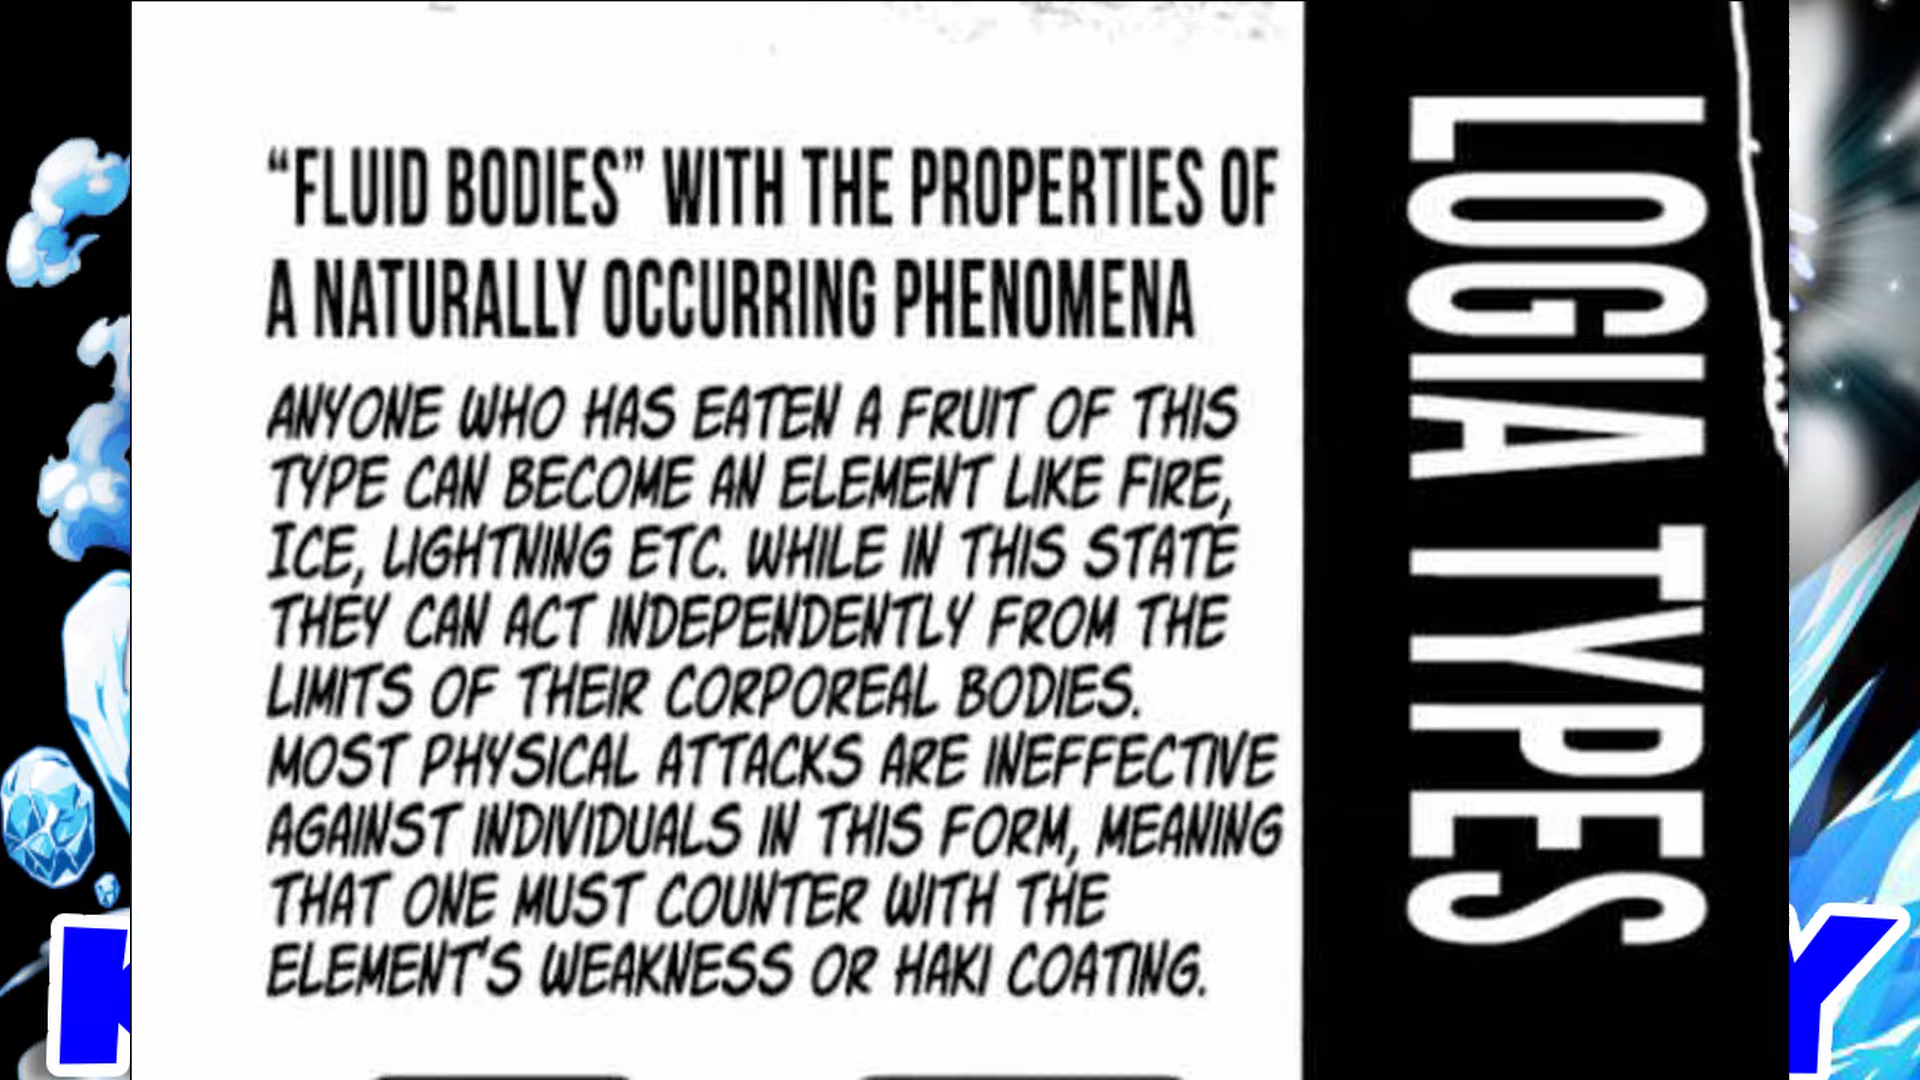 “FLUID BODIES” WITH THE PROPERTIES OF
A NATURALLY OCCURRING PHENOMENA
ANYONE WHO HAS EATEN A FRUIT OF THIS
TYPE CAN BECOME AN ELEMENT LIKE FIRE,
ICE, LIGHTNING ETC. WHILE IN THIS STATE
THEY CAN ACT INDEPENDENTLY FROM THE
LIMITS OF THEIR CORPOREAL BODIES.
MOST PHYSICAL ATTACKS ARE INEFFECTIVE
AGAINST INDIVIDUALS IN THIS FORM, MEANING
THAT ONE MUST COUNTER WITH THE
ELEMENT'S WEAKNESS OR HAKI COATING.
LOGIA TYPES